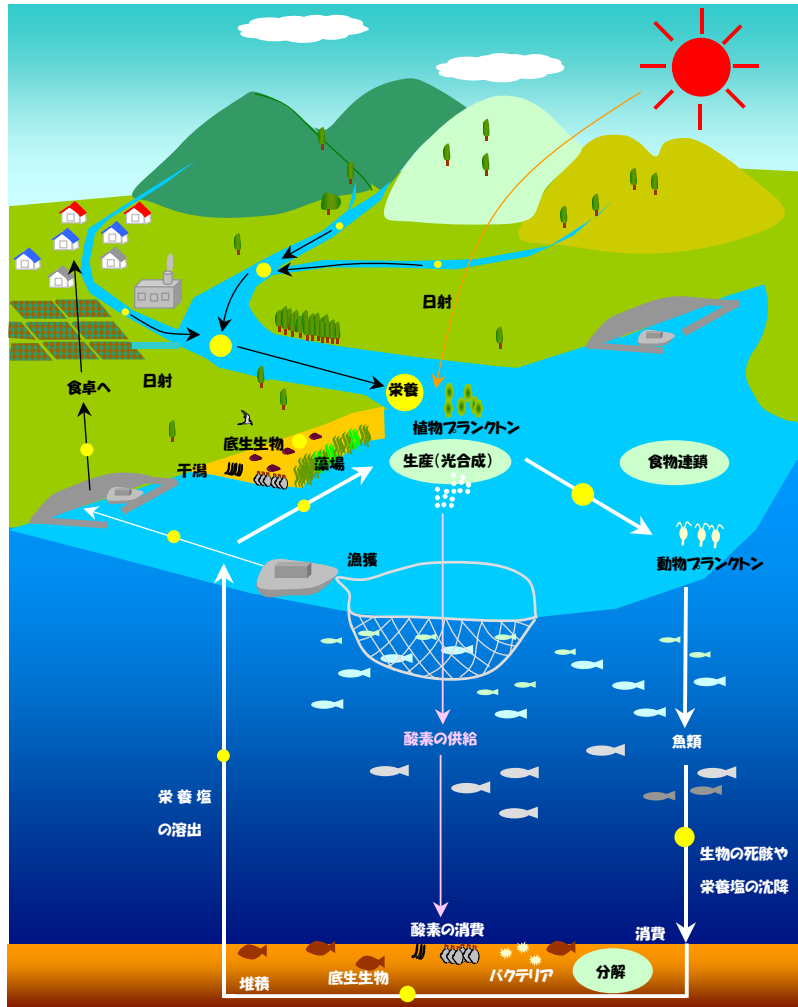 日射
食卓へ
日射
栄養
植物プランクトン
底生生物
干潟
藻場
生産(光合成)
食物連鎖
漁獲
動物プランクトン
酸素の供給
魚類
栄養塩
の溶出
生物の死骸や
栄養塩の沈降
酸素の消費
消費
堆積
底生生物
バクテリア
分解